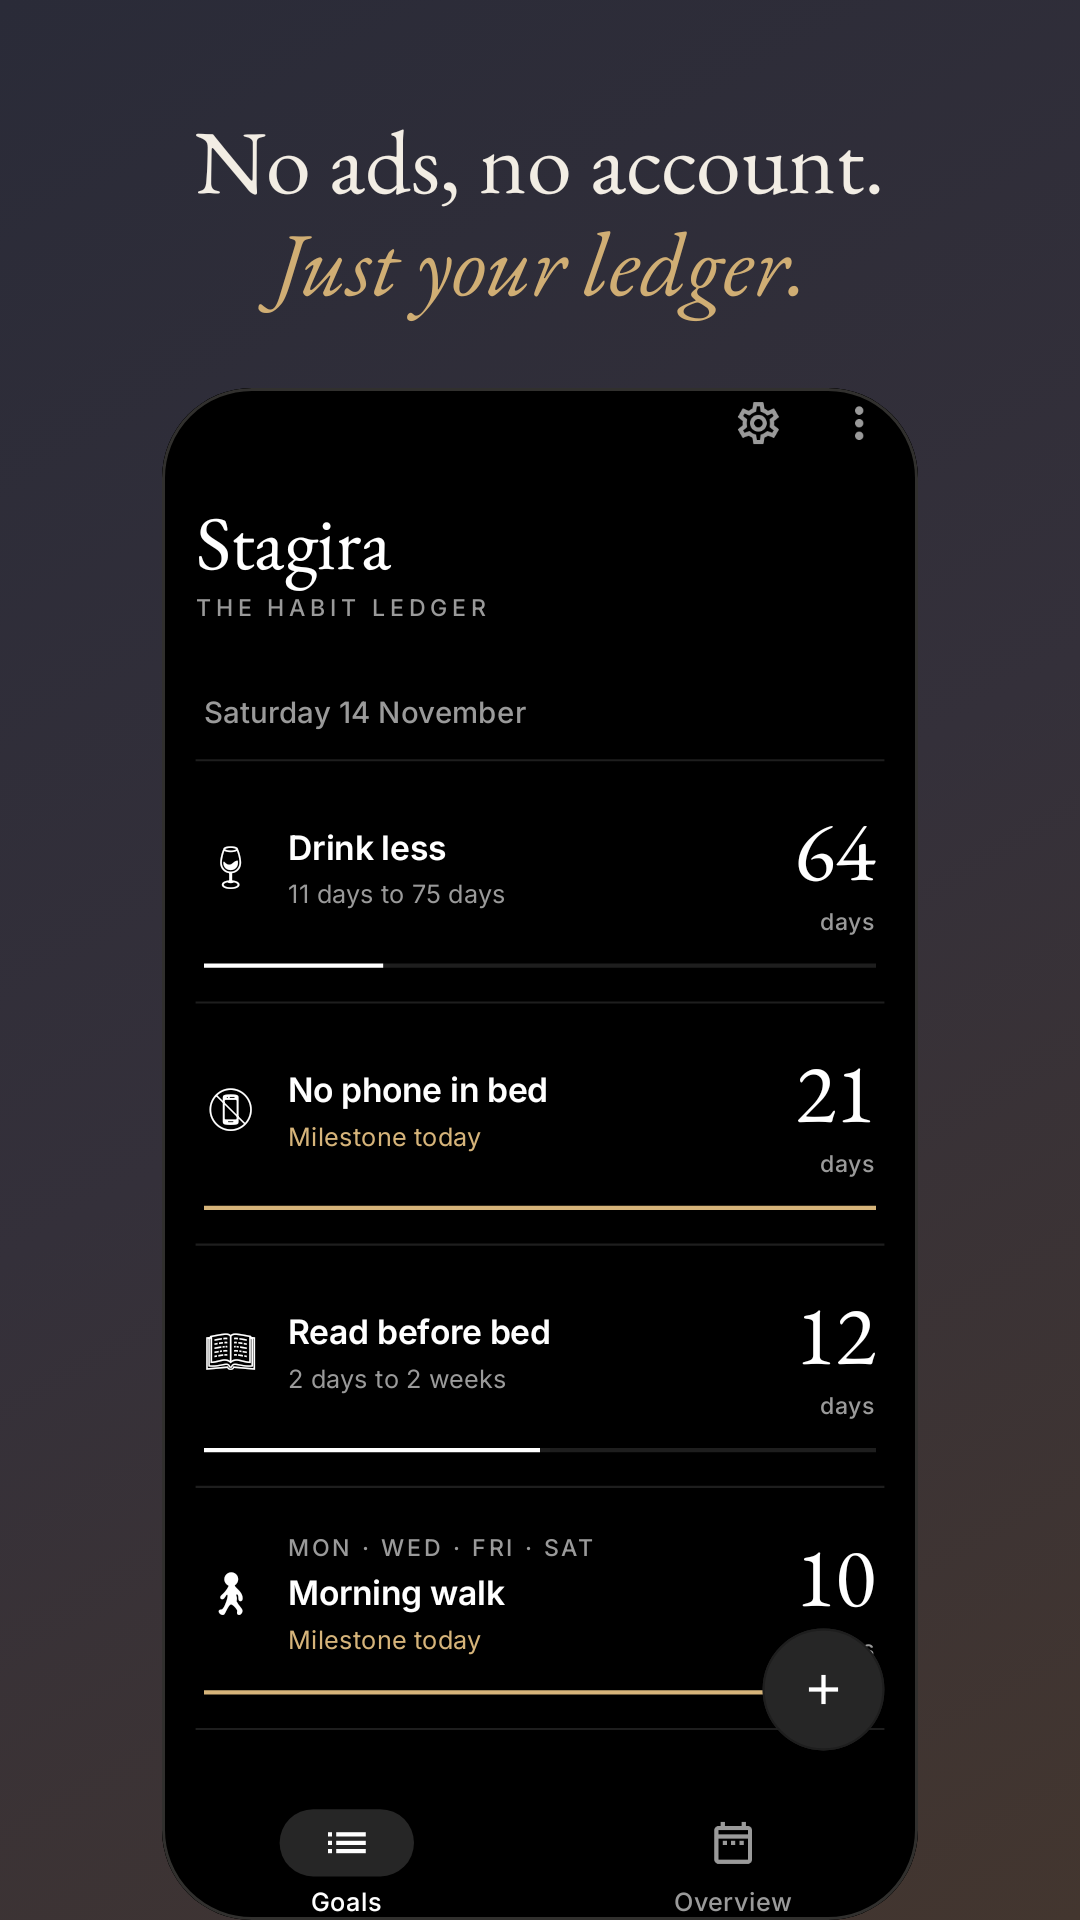 No ads, no account.
Just your ledger.
Stagira
THE HABIT LEDGER
Saturday 14 November
Drink less
11 days to 75 days
64
days
No phone in bed
Milestone today
21
days
Read before bed
2 days to 2 weeks
12
days
MON · WED · FRI · SAT
Morning walk
Milestone today
10
+
Goals
Overview